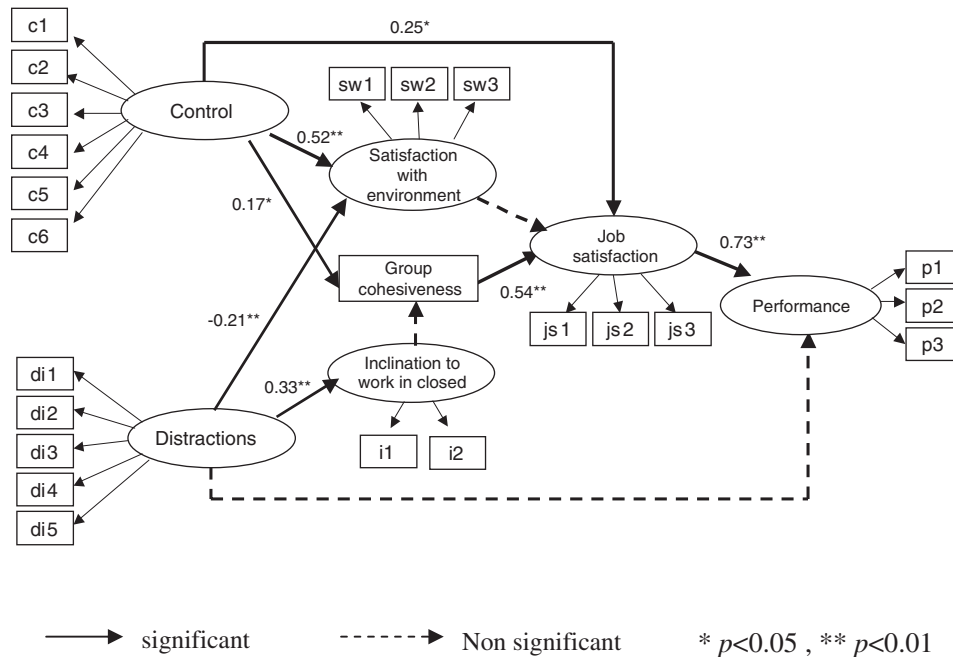 c1
c2
c3
c4
c5
c6
Control
0.25*
sw1
sw2
sw3
0.52**
Satisfaction
with
environment
0.17*
Group
cohesiveness
0.54**
Job
satisfaction
js1
js2
js3
0.73**
Performance
p1
p2
p3
-0.21**
0.33**
Inclination to
work in closed
i1
i2
di1
di2
di3
di4
di5
Distractions
significant
Non significant
* p<0.05 , ** p<0.01